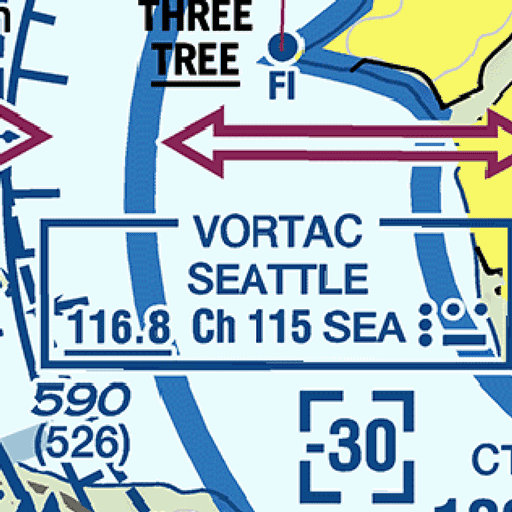 THREE
TREE
FI
VORTAC
SEATTLE
116.8 Ch 115 SEA
590
(526)
-30
CT